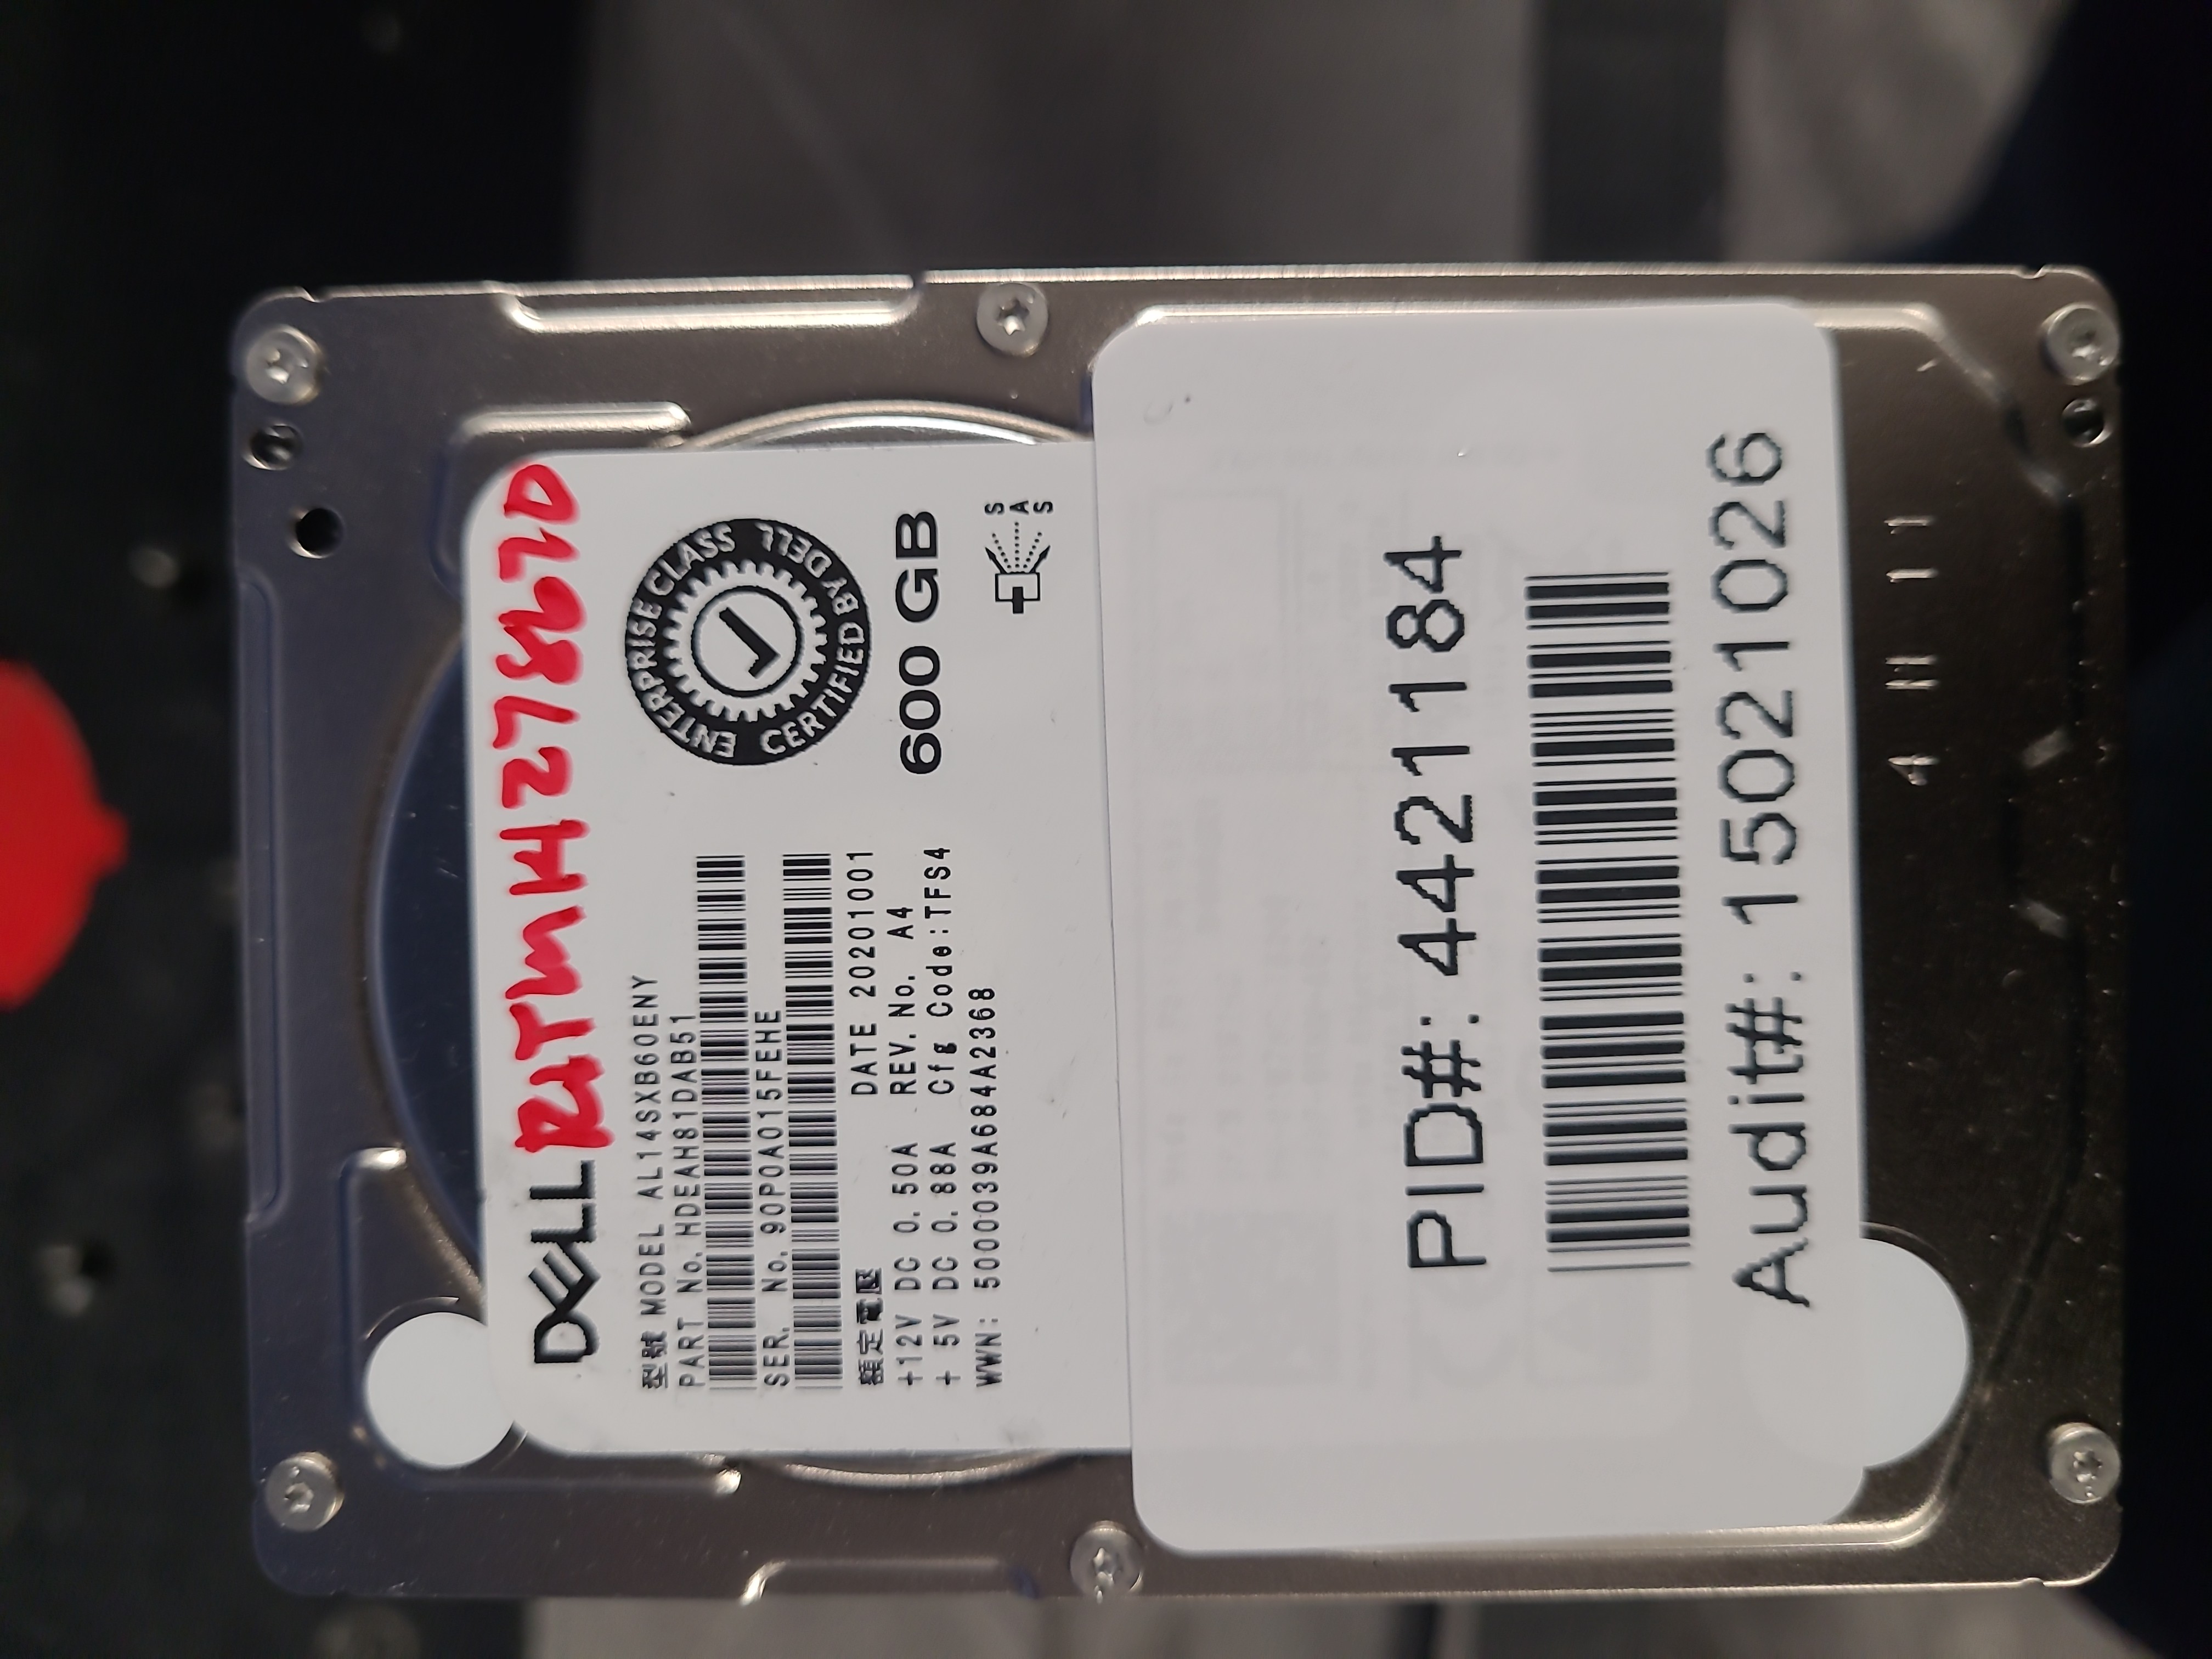 DELL
型號 MODEL AL14SXB60ENY
PART No. HDEAH81DAB51
SER. No. 90P0A015FEHE
額定電壓 DATE 20201001
+12V DC 0.50A REV. No. A4
+ 5V DC 0.88A Cfg Code:TFS4
WWN: 5000039A684A2368
ENTERPRISE CLASS
CERTIFIED BY DELL
600 GB
SAS
PID#: 4421184
Audit#: 15021026
4 H 11